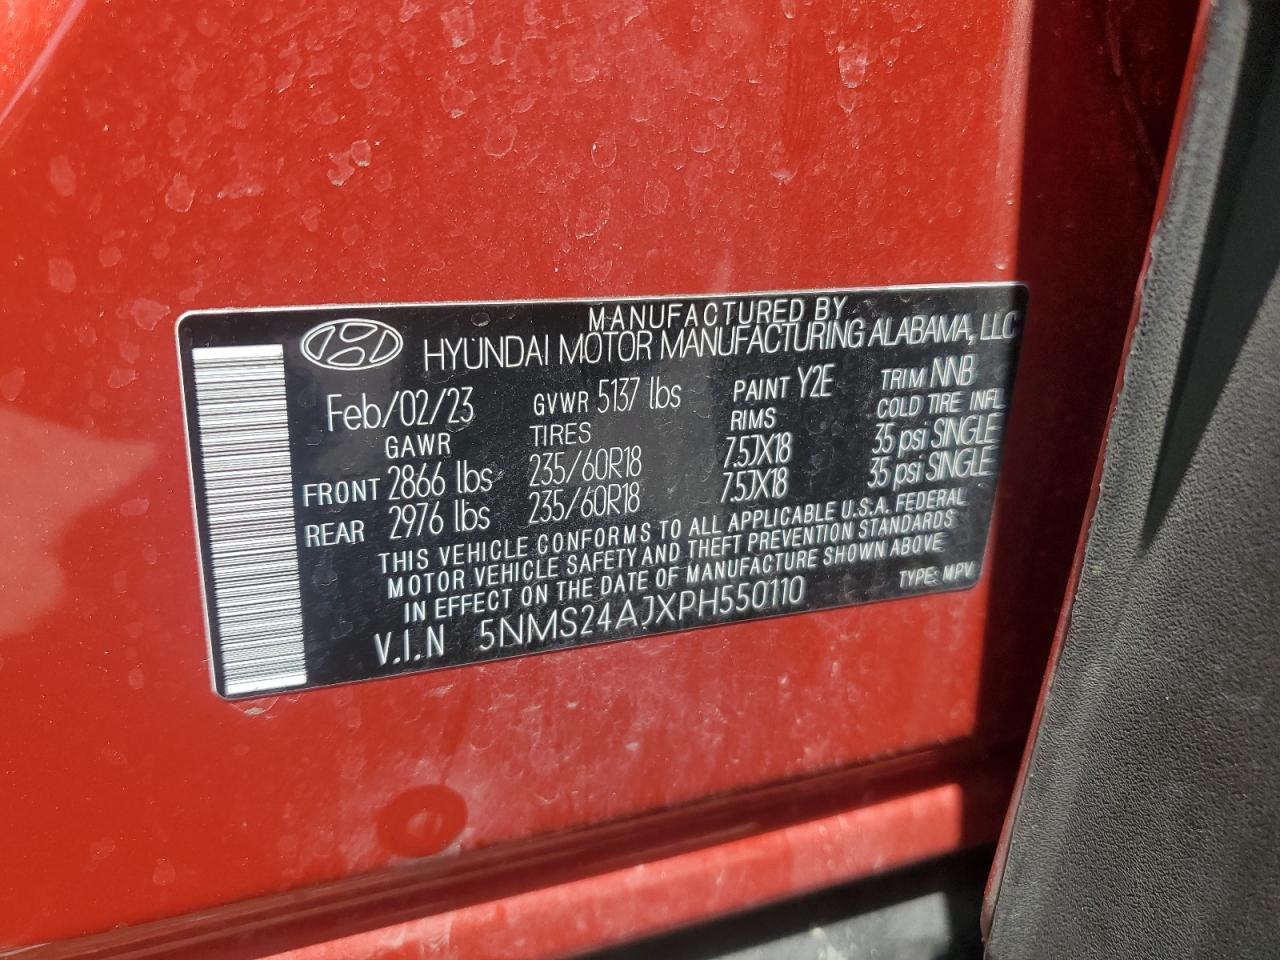 MANUFACTURED BY
HYUNDAI MOTOR MANUFACTURING ALABAMA, LLC
Feb/02/23 GVWR 5137 lbs PAINT Y2E TRIM NNB
GAWR TIRES RIMS COLD TIRE INFL
FRONT 2866 lbs 235/60R18 7.5JX18 35 psi SINGLE
REAR 2976 lbs 235/60R18 7.5JX18 35 psi SINGLE
THIS VEHICLE CONFORMS TO ALL APPLICABLE U.S.A. FEDERAL
MOTOR VEHICLE SAFETY AND THEFT PREVENTION STANDARDS
IN EFFECT ON THE DATE OF MANUFACTURE SHOWN ABOVE
V.I.N 5NMS24AJXPH550110 TYPE: MPV